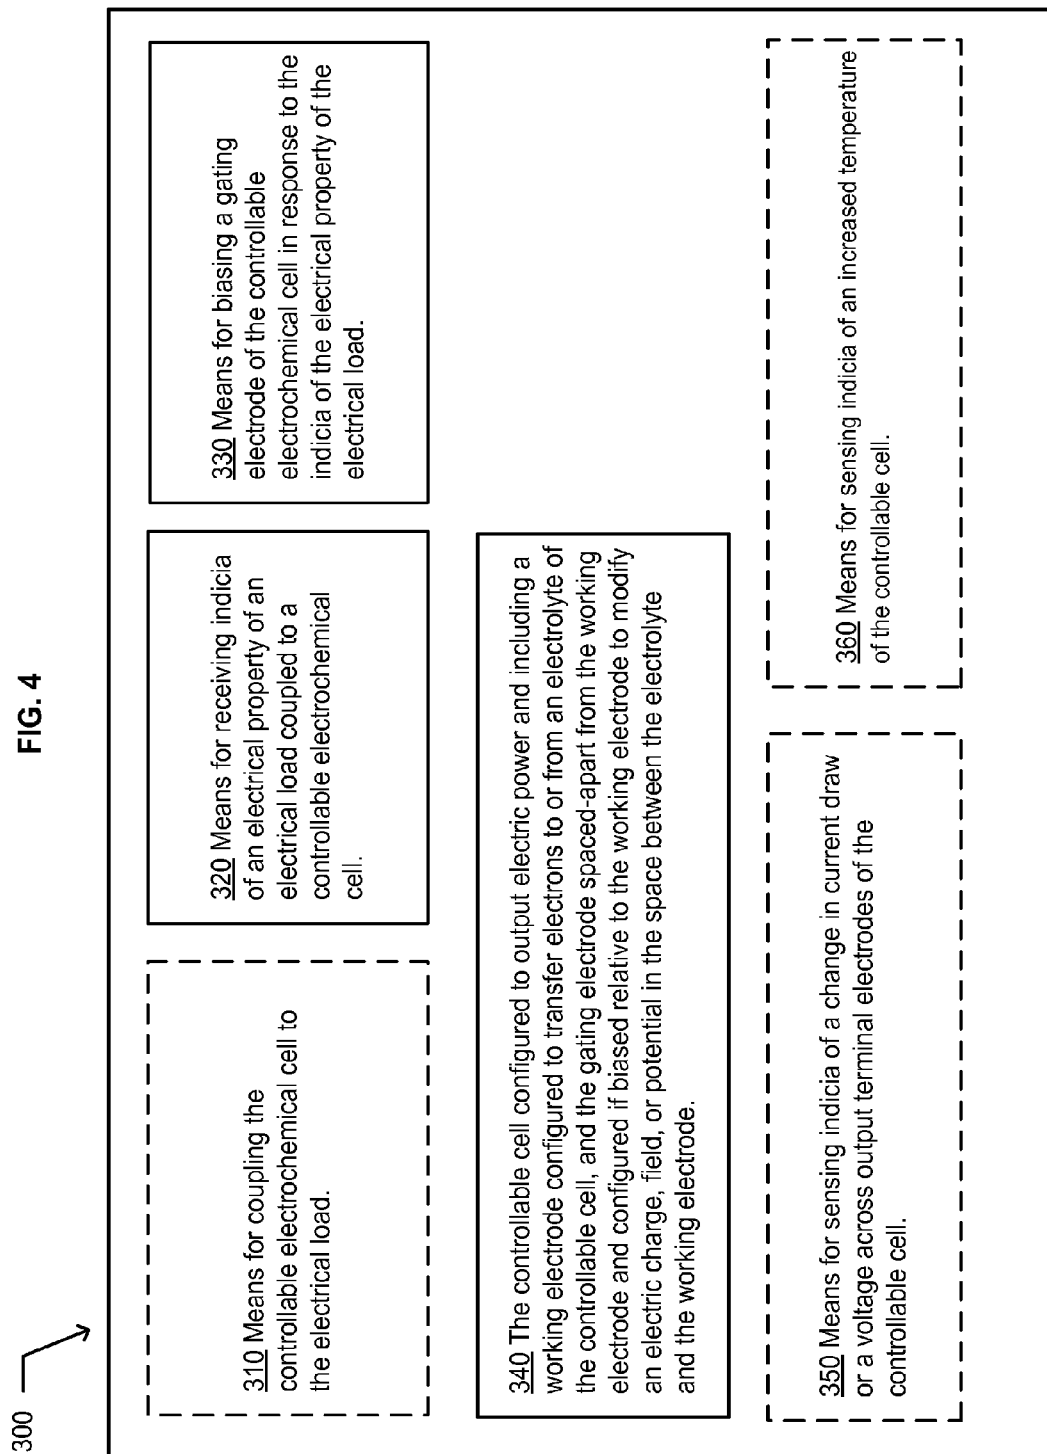 300
FIG. 4
310 Means for coupling the
controllable electrochemical cell to
the electrical load.
320 Means for receiving indicia
of an electrical property of an
electrical load coupled to a
controllable electrochemical
cell.
330 Means for biasing a gating
electrode of the controllable
electrochemical cell in response to the
indicia of the electrical property of the
electrical load.
340 The controllable cell configured to output electric power and including a
working electrode configured to transfer electrons to or from an electrolyte of
the controllable cell, and the gating electrode spaced-apart from the working
electrode and configured if biased relative to the working electrode to modify
an electric charge, field, or potential in the space between the electrolyte
and the working electrode.
350 Means for sensing indicia of a change in current draw
or a voltage across output terminal electrodes of the
controllable cell.
360 Means for sensing indicia of an increased temperature
of the controllable cell.